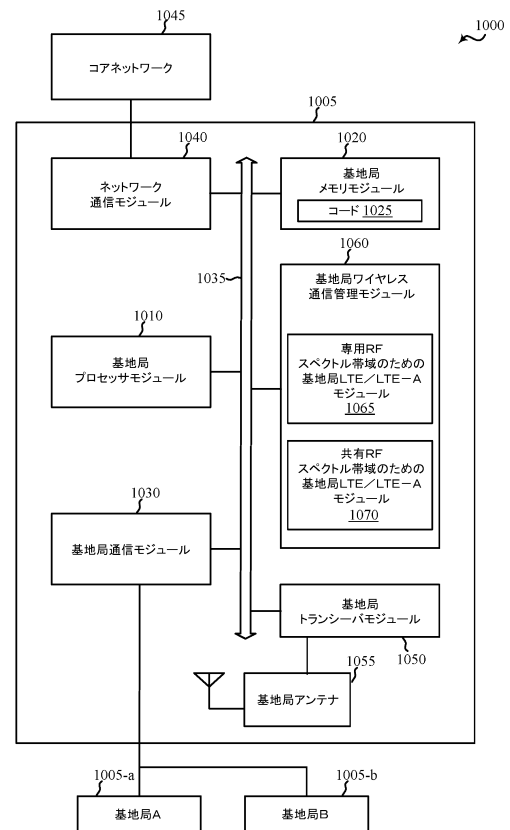 1045
1000
コアネットワーク
1005
1040
1020
ネットワーク
通信モジュール
基地局
メモリモジュール
コード 1025
1035
1060
基地局ワイヤレス
通信管理モジュール
1010
基地局
プロセッサモジュール
専用RF
スペクトル帯域のための
基地局LTE/LTE-A
モジュール
1065
共有RF
スペクトル帯域のための
基地局LTE/LTE-A
モジュール
1070
1030
基地局通信モジュール
基地局
トランシーバモジュール
1050
1055
基地局アンテナ
1005-a
1005-b
基地局A
基地局B